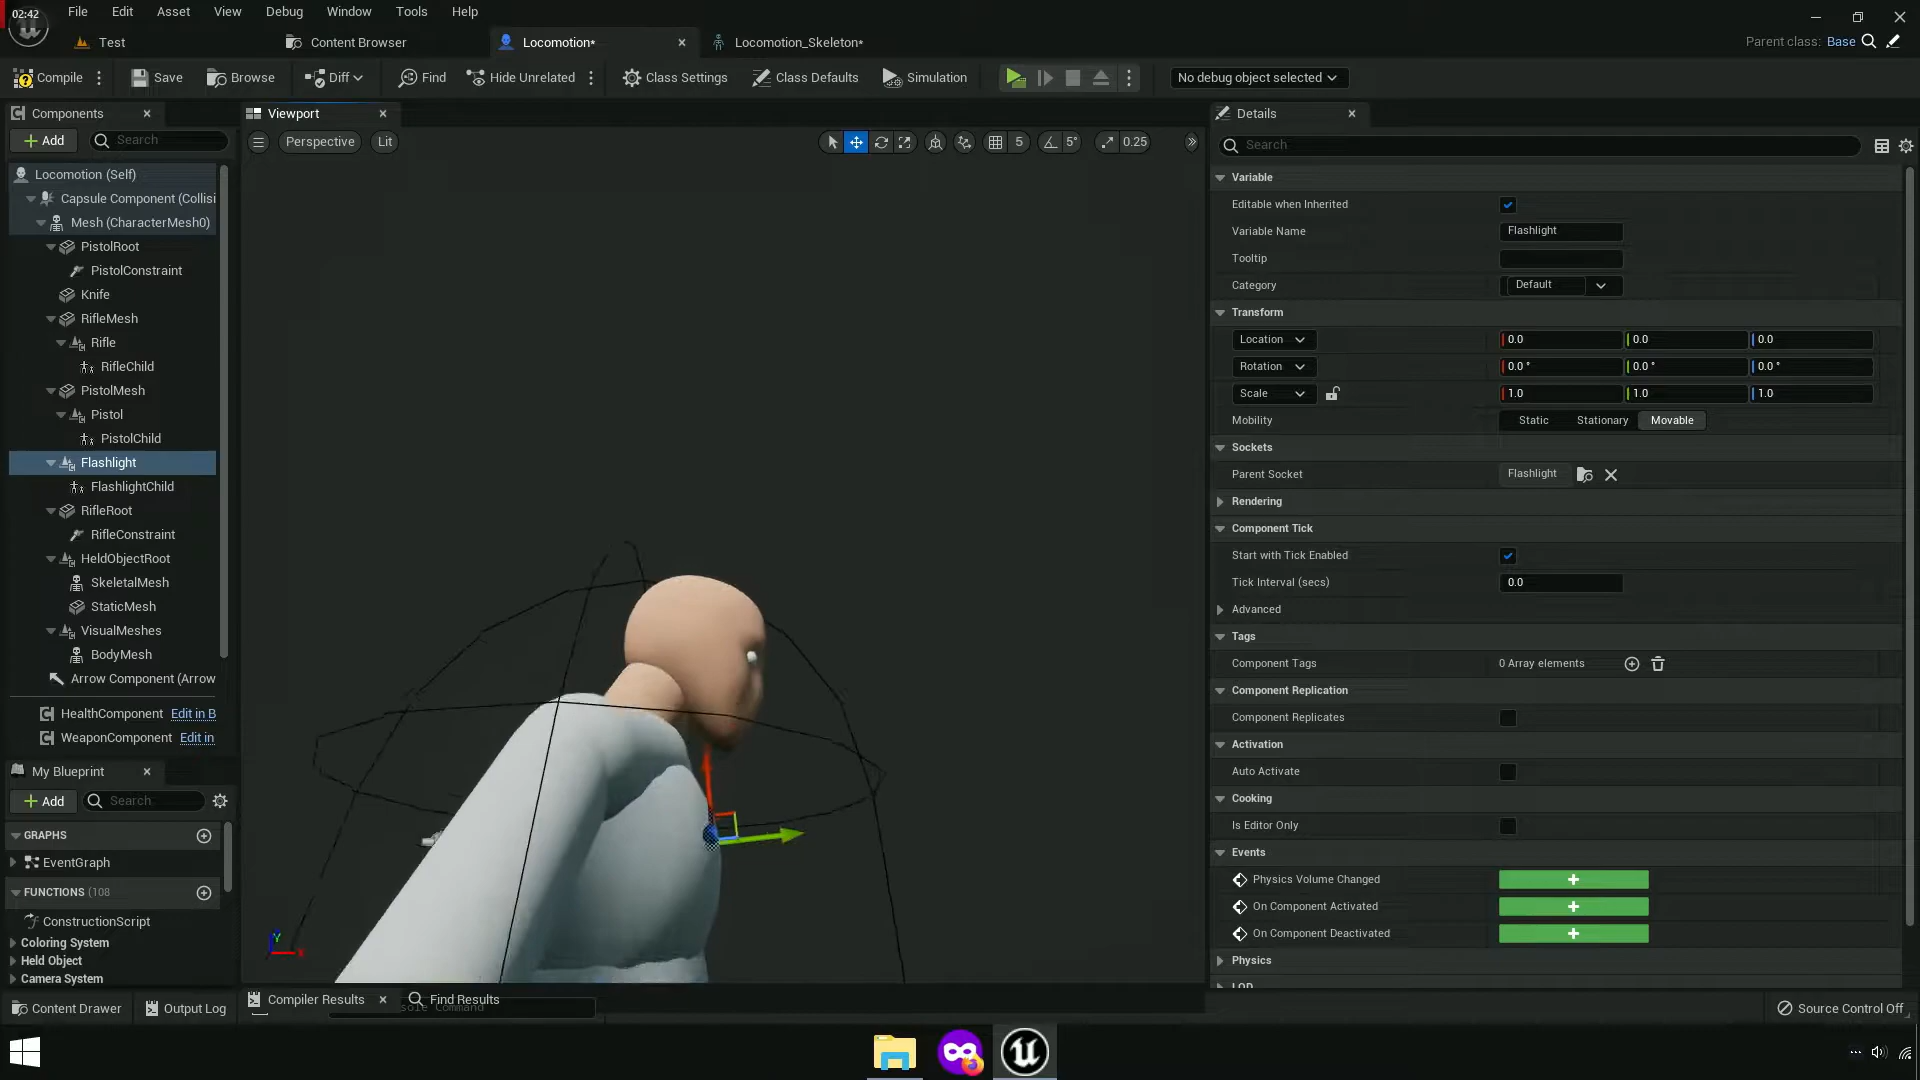 02:42
File Edit Asset View Debug Window Tools Help
Test
Content Browser
Locomotion*
Locomotion_Skeleton*
Parent class: Base
Compile
Save
Browse
Diff
Find
Hide Unrelated
Class Settings
Class Defaults
Simulation
No debug object selected
Components
Add
Search
Locomotion (Self)
Capsule Component (Collisi
Mesh (CharacterMesh0)
PistolRoot
PistolConstraint
Knife
RifleMesh
Rifle
RifleChild
PistolMesh
Pistol
PistolChild
Flashlight
FlashlightChild
RifleRoot
RifleConstraint
HeldObjectRoot
SkeletalMesh
StaticMesh
VisualMeshes
BodyMesh
Arrow Component (Arrow
HealthComponent Edit in B
WeaponComponent Edit in
My Blueprint
Add
Search
GRAPHS
EventGraph
FUNCTIONS (108
ConstructionScript
Coloring System
Held Object
Camera System
Viewport
Perspective
Lit
5
5°
0.25
Y
X
Compiler Results
Find Results
sole Command
Content Drawer
Output Log
Details
Search
Variable
Editable when Inherited
Variable Name Flashlight
Tooltip
Category Default
Transform
Location 0.0 0.0 0.0
Rotation 0.0 ° 0.0 ° 0.0 °
Scale 1.0 1.0 1.0
Mobility Static Stationary Movable
Sockets
Parent Socket Flashlight
Rendering
Component Tick
Start with Tick Enabled
Tick Interval (secs) 0.0
Advanced
Tags
Component Tags 0 Array elements
Component Replication
Component Replicates
Activation
Auto Activate
Cooking
Is Editor Only
Events
Physics Volume Changed
On Component Activated
On Component Deactivated
Physics
LOD
Source Control Off